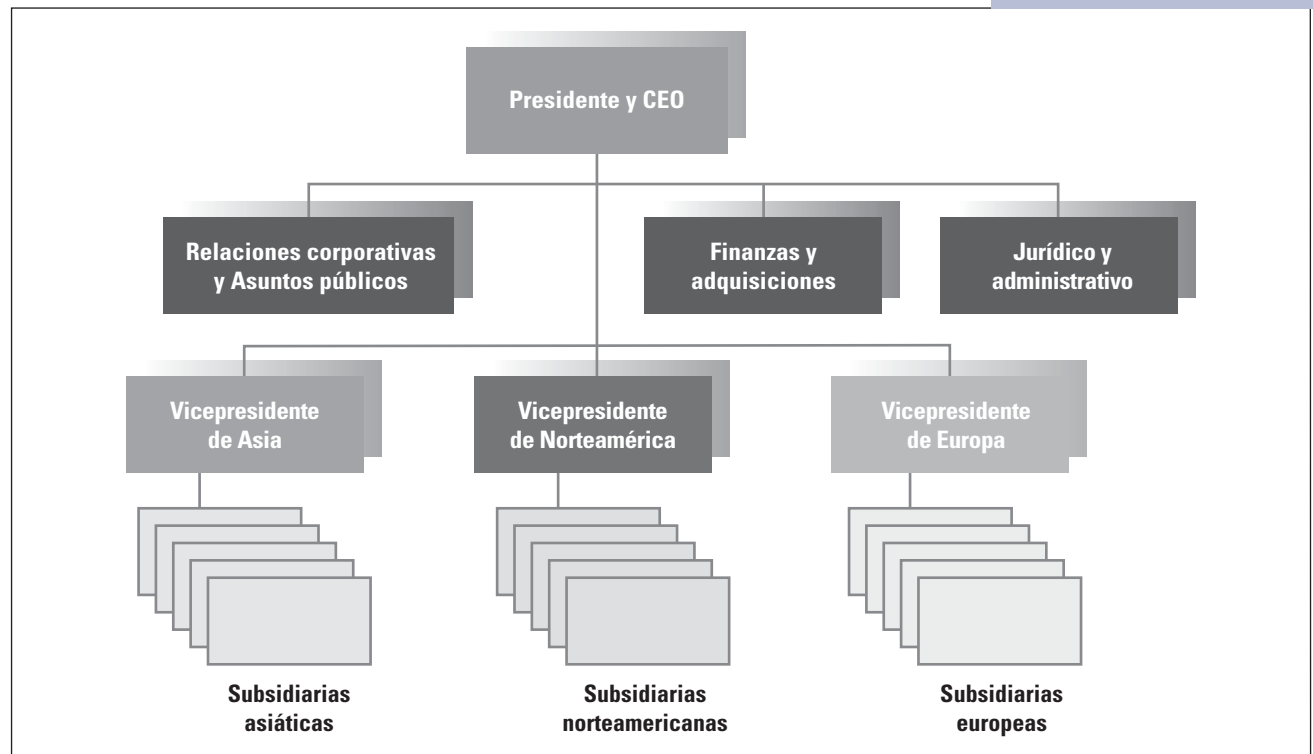 Presidente y CEO
Relaciones corporativas
y Asuntos públicos
Finanzas y
adquisiciones
Jurídico y
administrativo
Vicepresidente
de Asia
Vicepresidente
de Norteamérica
Vicepresidente
de Europa
Subsidiarias
asiáticas
Subsidiarias
norteamericanas
Subsidiarias
europeas